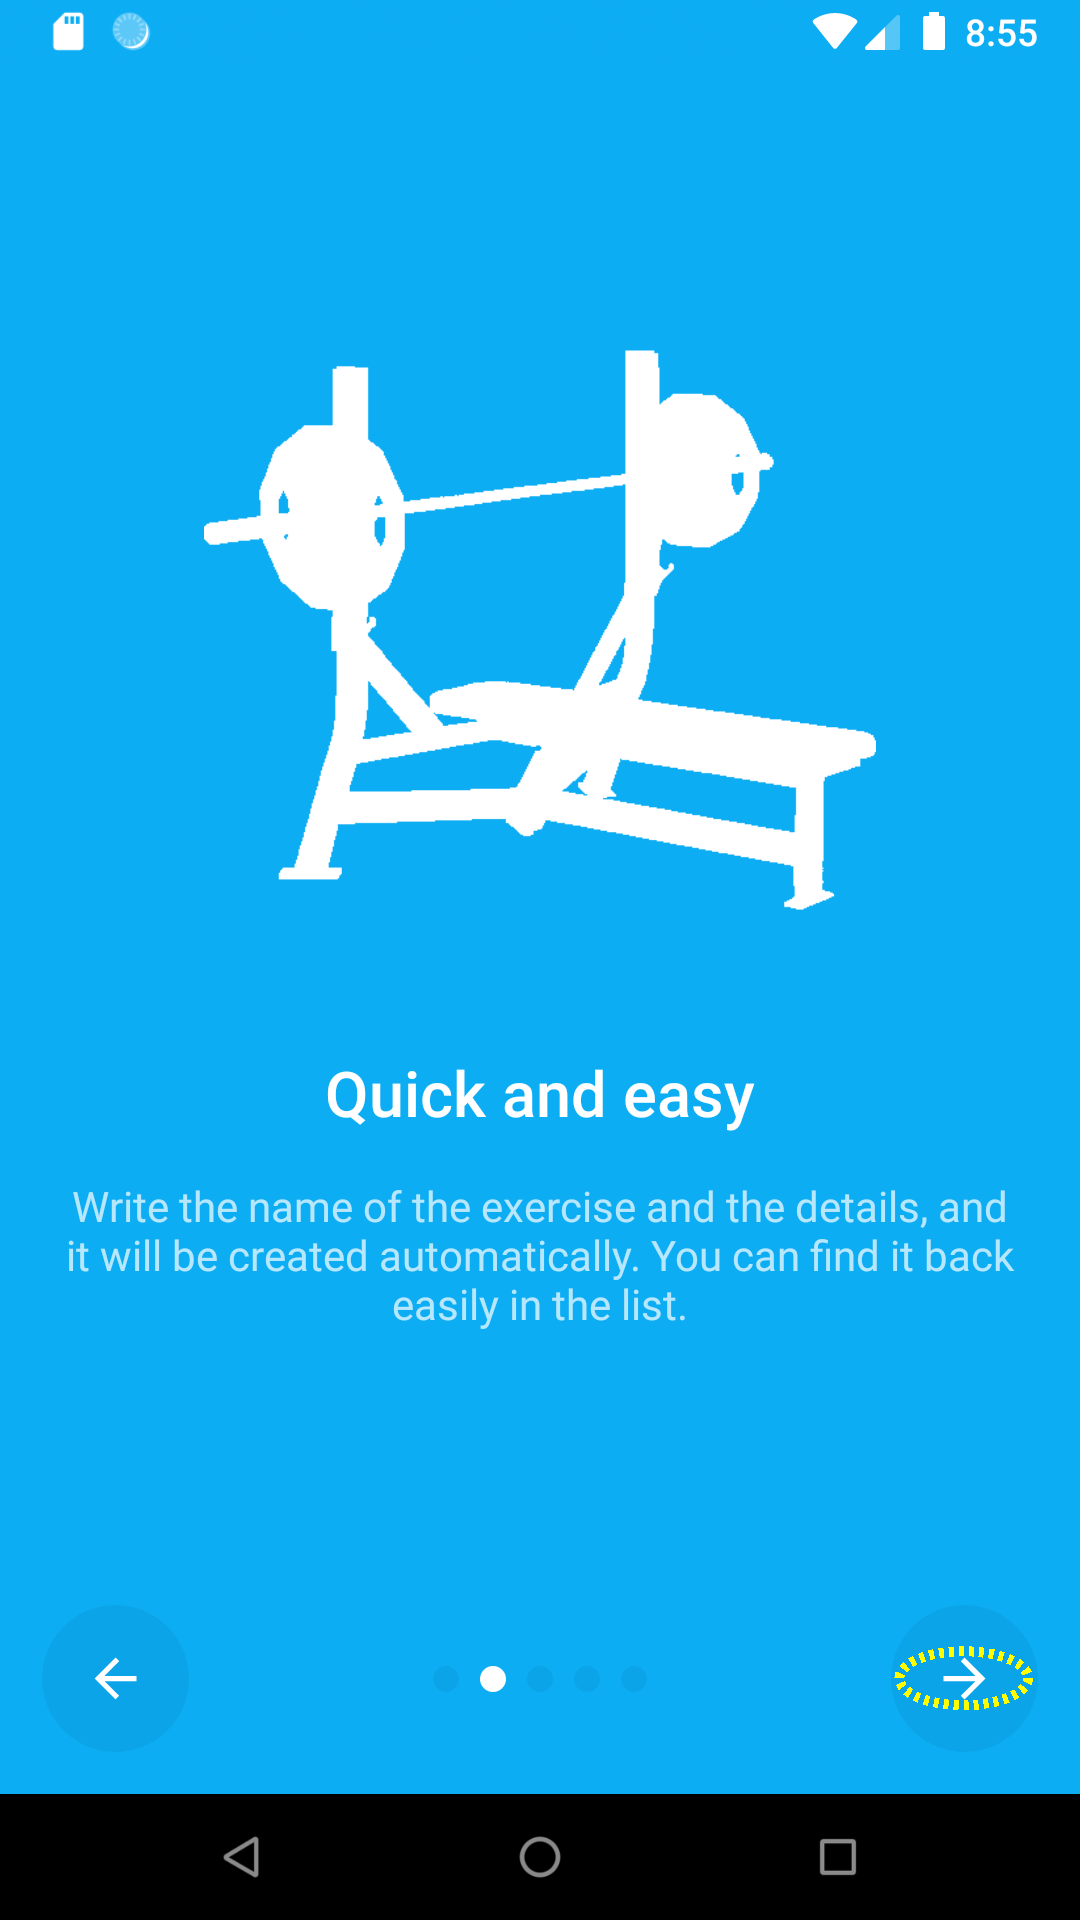 8:55
Quick and easy
Write the name of the exercise and the details, and
it will be created automatically. You can find it back
easily in the list.